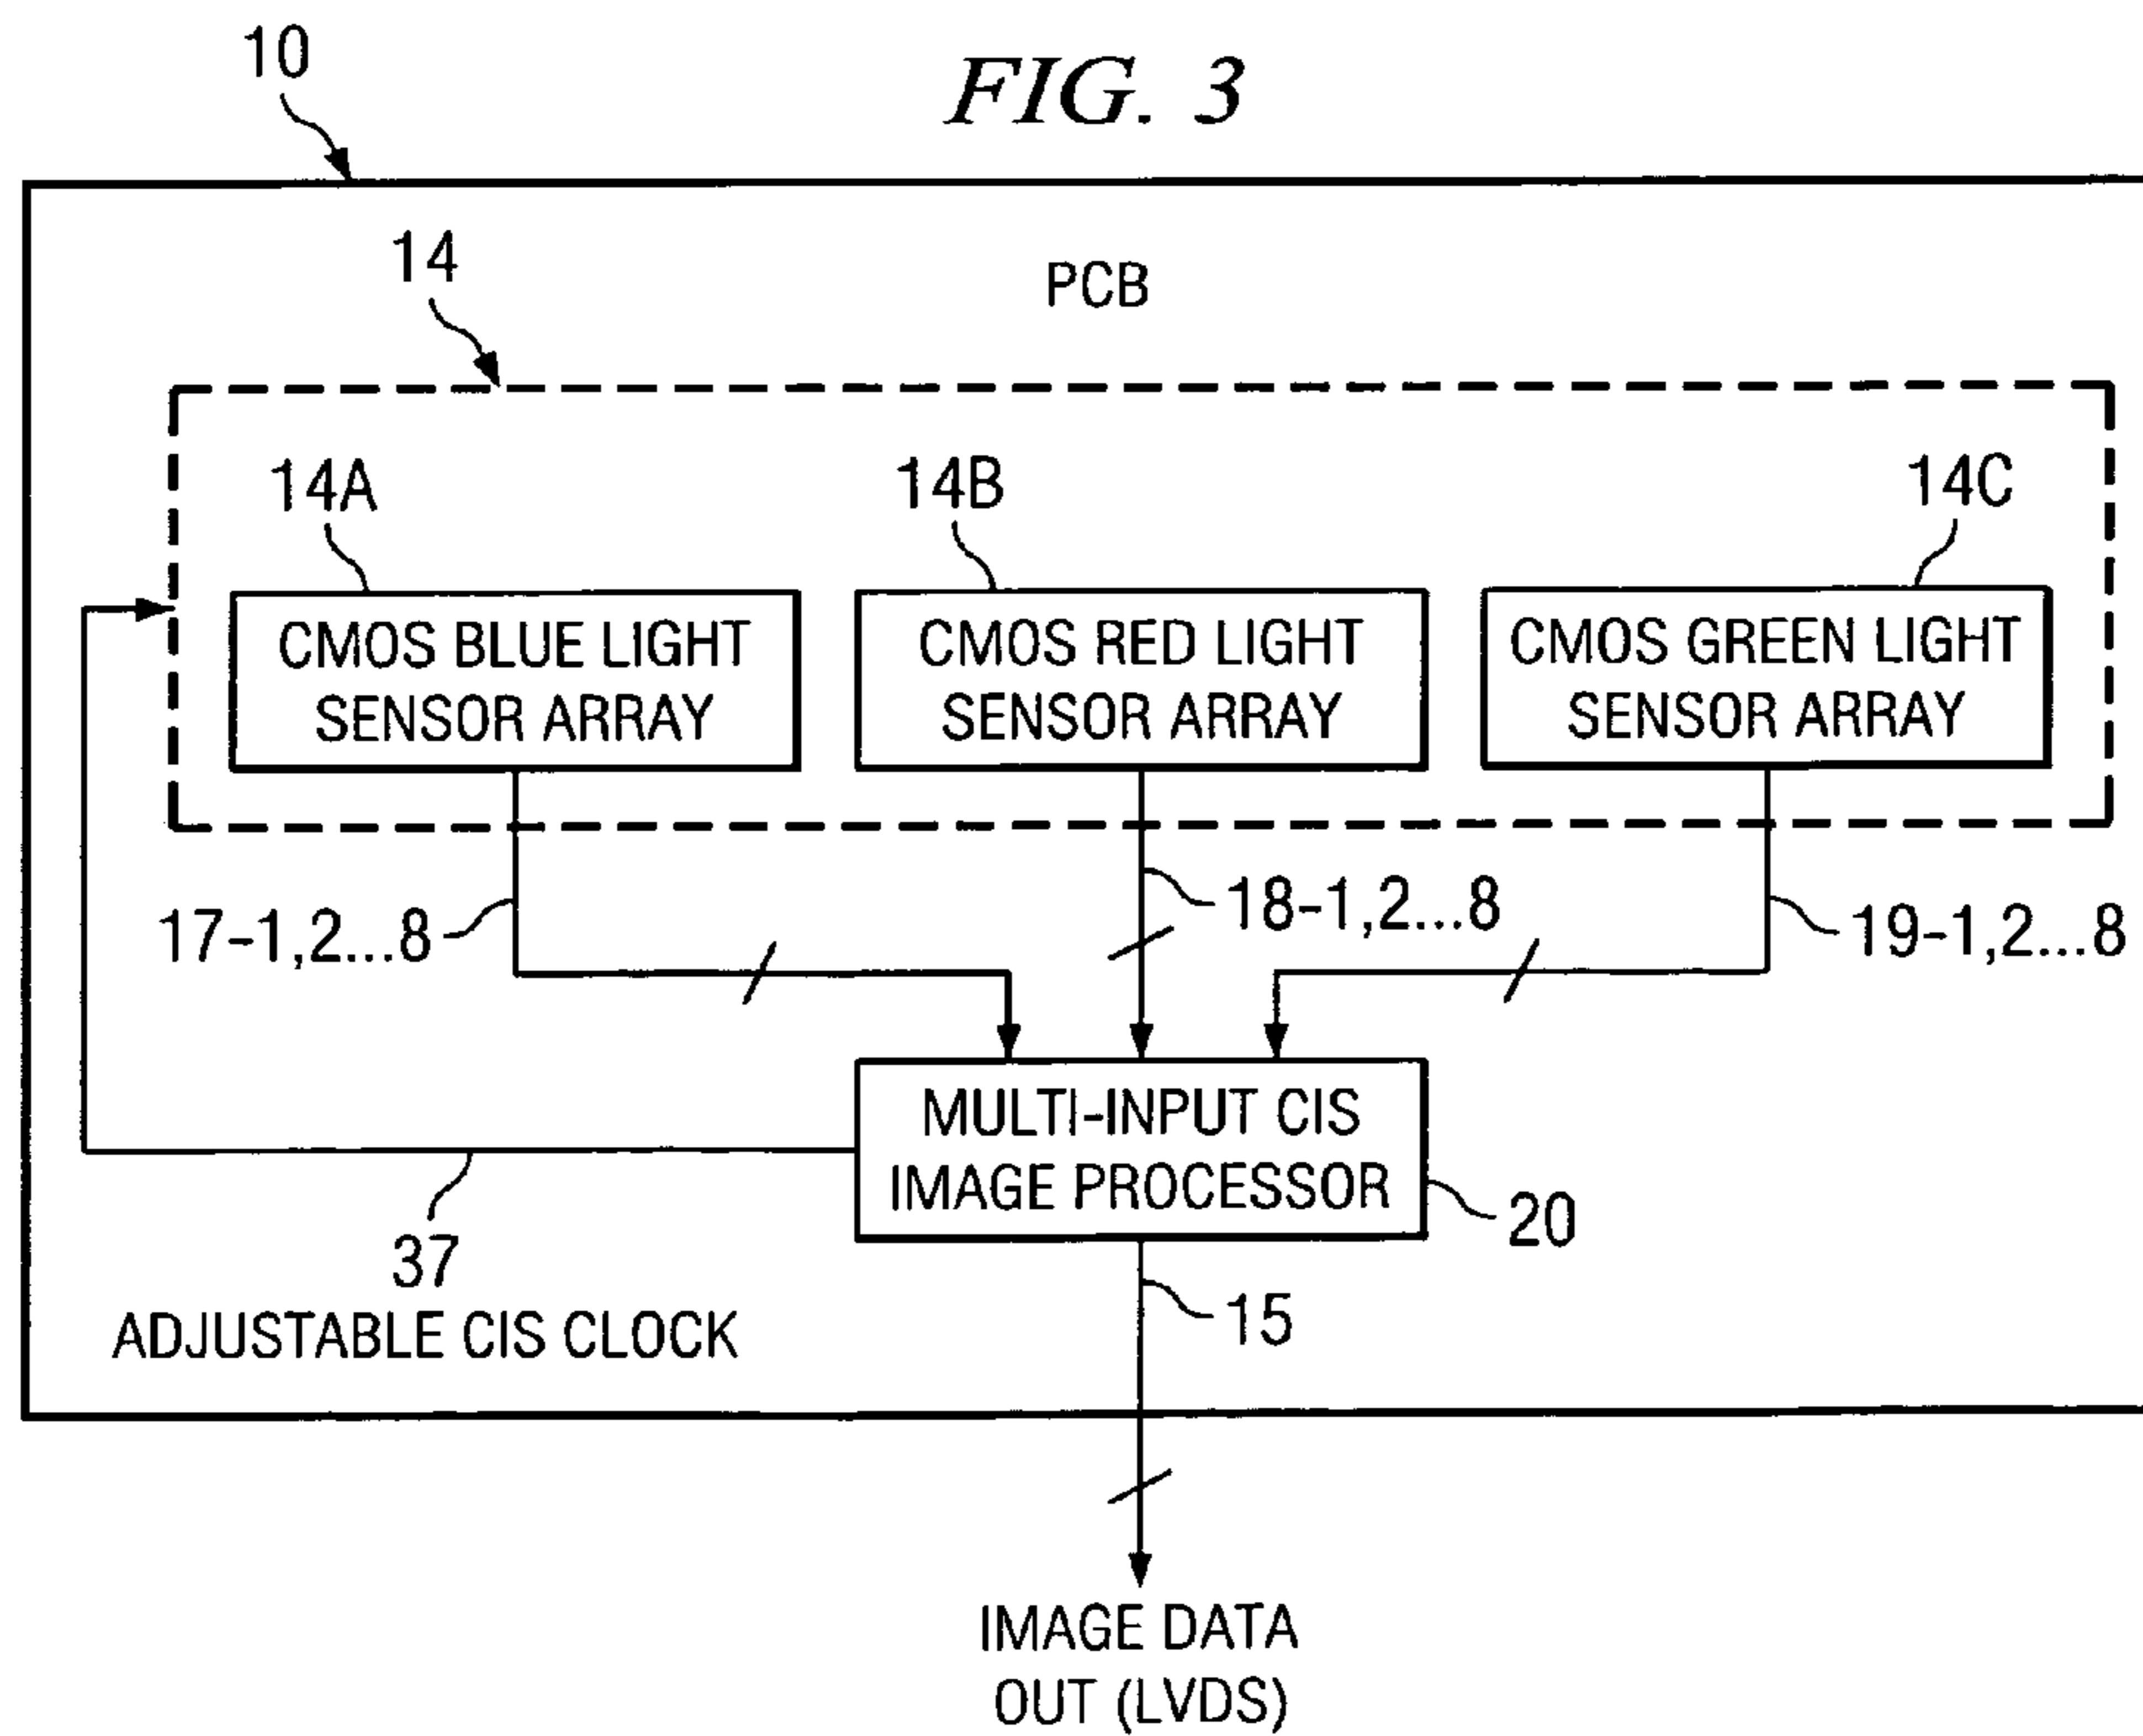 10
FIG. 3
14
PCB
14A
14B
14C
CMOS BLUE LIGHT
SENSOR ARRAY
CMOS RED LIGHT
SENSOR ARRAY
CMOS GREEN LIGHT
SENSOR ARRAY
17-1,2...8
18-1,2...8
19-1,2...8
MULTI-INPUT CIS
IMAGE PROCESSOR
20
37
ADJUSTABLE CIS CLOCK
15
IMAGE DATA
OUT (LVDS)